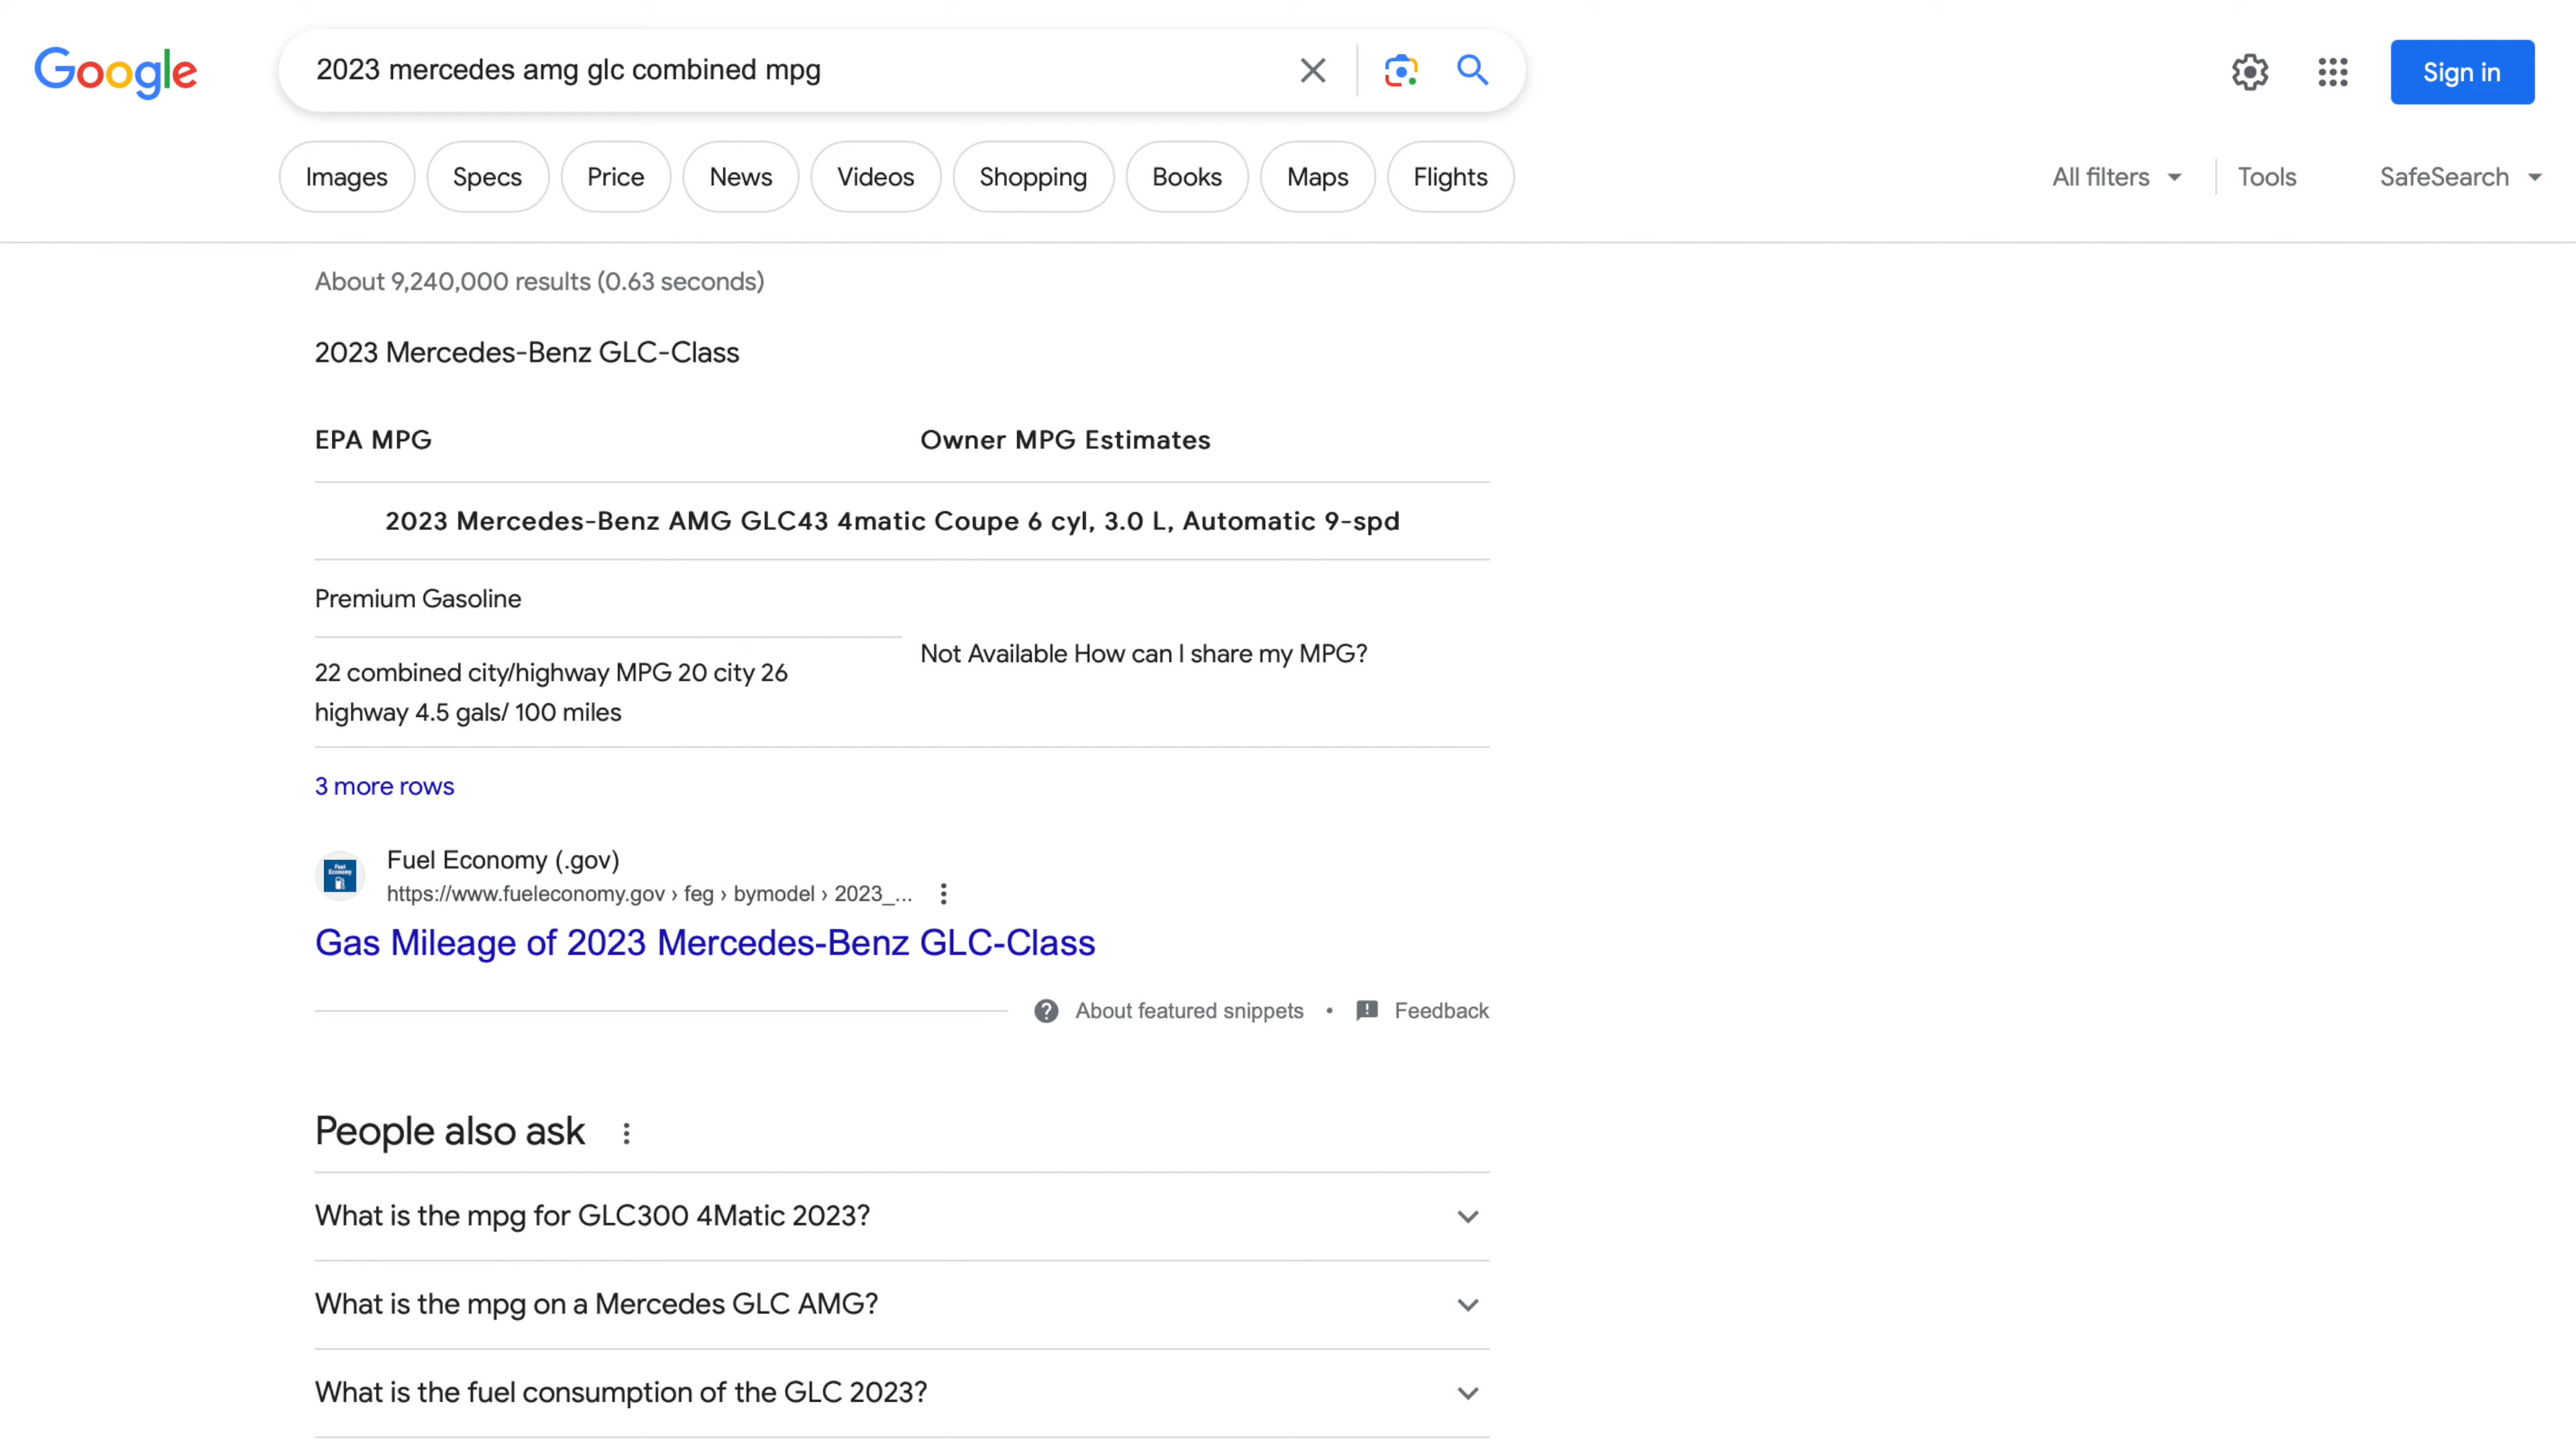 Google
2023 mercedes amg glc combined mpg
Sign in
Images
Specs
Price
News
Videos
Shopping
Books
Maps
Flights
All filters
Tools
SafeSearch
About 9,240,000 results (0.63 seconds)
2023 Mercedes-Benz GLC-Class
EPA MPG
Owner MPG Estimates
2023 Mercedes-Benz AMG GLC43 4matic Coupe 6 cyl, 3.0 L, Automatic 9-spd
Premium Gasoline
Not Available How can I share my MPG?
22 combined city/highway MPG 20 city 26
highway 4.5 gals/ 100 miles
3 more rows
Fuel
Economy
Fuel Economy (.gov)
https://www.fueleconomy.gov › feg › bymodel › 2023_...
Gas Mileage of 2023 Mercedes-Benz GLC-Class
About featured snippets • Feedback
People also ask
What is the mpg for GLC300 4Matic 2023?
What is the mpg on a Mercedes GLC AMG?
What is the fuel consumption of the GLC 2023?